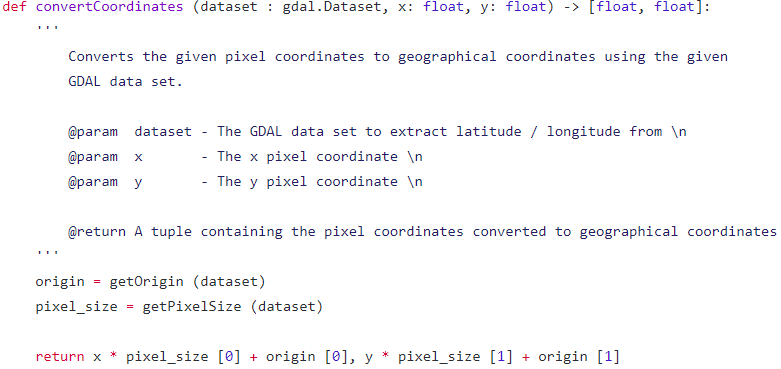 def convertCoordinates (dataset : gdal.Dataset, x: float, y: float) -> [float, float]:
    '''
        Converts the given pixel coordinates to geographical coordinates using the given
        GDAL data set.

        @param  dataset - The GDAL data set to extract latitude / longitude from \n
        @param  x       - The x pixel coordinate \n
        @param  y       - The y pixel coordinate \n

        @return A tuple containing the pixel coordinates converted to geographical coordinates
    '''
    origin = getOrigin (dataset)
    pixel_size = getPixelSize (dataset)

    return x * pixel_size [0] + origin [0], y * pixel_size [1] + origin [1]